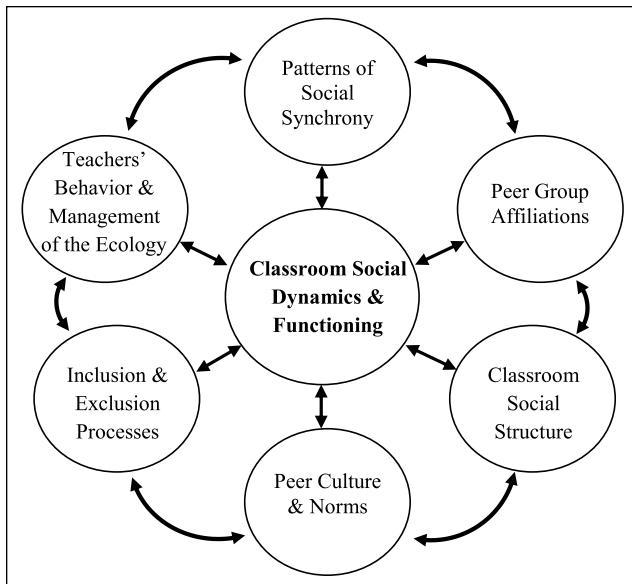 Patterns of
Social
Synchrony
Teachers’
Behavior &
Management
of the Ecology
Peer Group
Affiliations
Classroom Social
Dynamics &
Functioning
Inclusion &
Exclusion
Processes
Classroom
Social
Structure
Peer Culture
& Norms